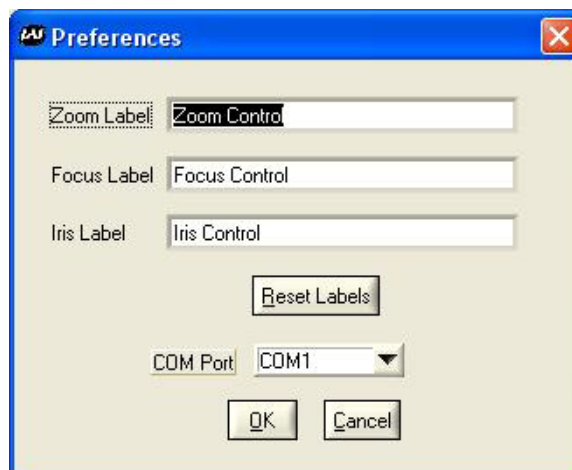 Preferences
Zoom Label Zoom Control
Focus Label Focus Control
Iris Label Iris Control
Reset Labels
COM Port COM1
OK Cancel